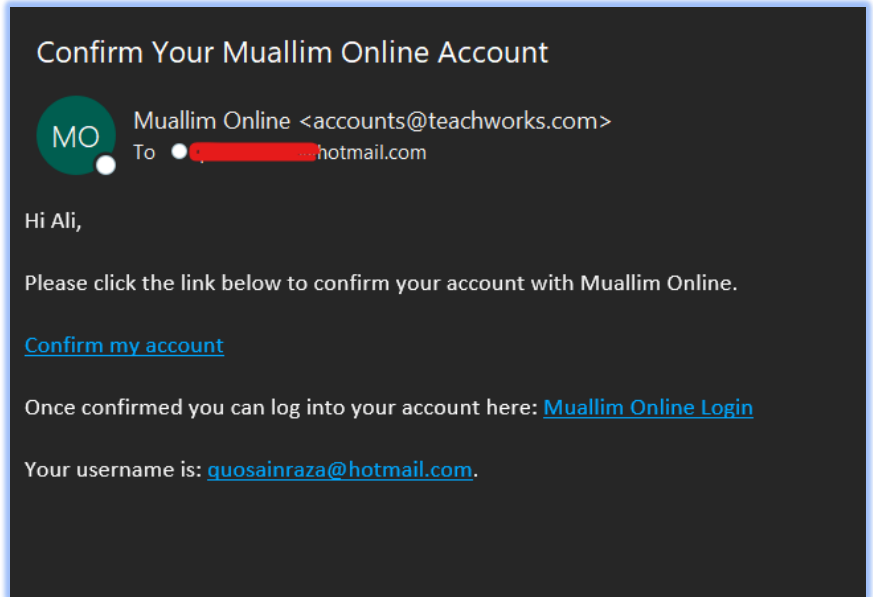 Confirm Your Muallim Online Account
MO
Muallim Online <accounts@teachworks.com>
To hotmail.com
Hi Ali,
Please click the link below to confirm your account with Muallim Online.
Confirm my account
Once confirmed you can log into your account here: Muallim Online Login
Your username is: quosainraza@hotmail.com.